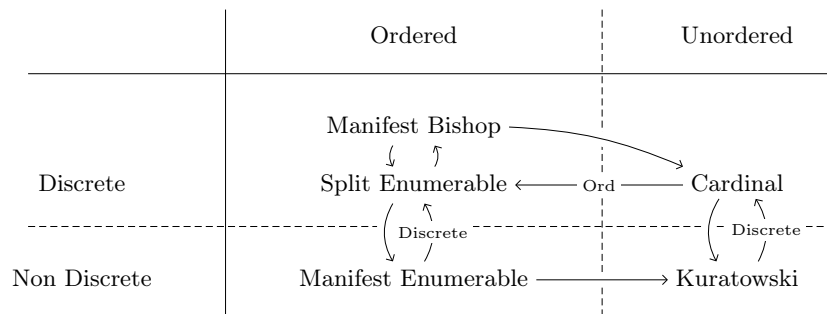 Ordered Unordered
Manifest Bishop
Discrete Split Enumerable Ord Cardinal
Discrete Discrete
Non Discrete Manifest Enumerable Kuratowski